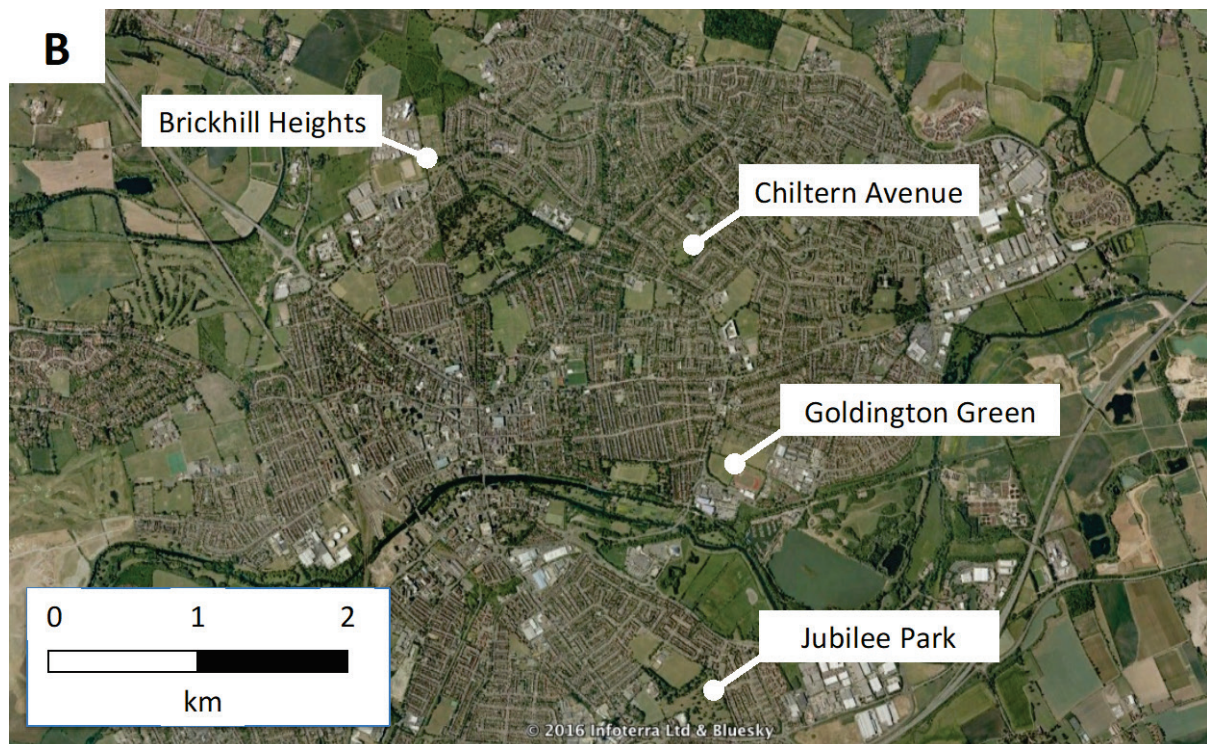 B
Brickhill Heights
Chiltern Avenue
Goldington Green
Jubilee Park
0 1 2
km
© 2016 Infoterra Ltd & Bluesky